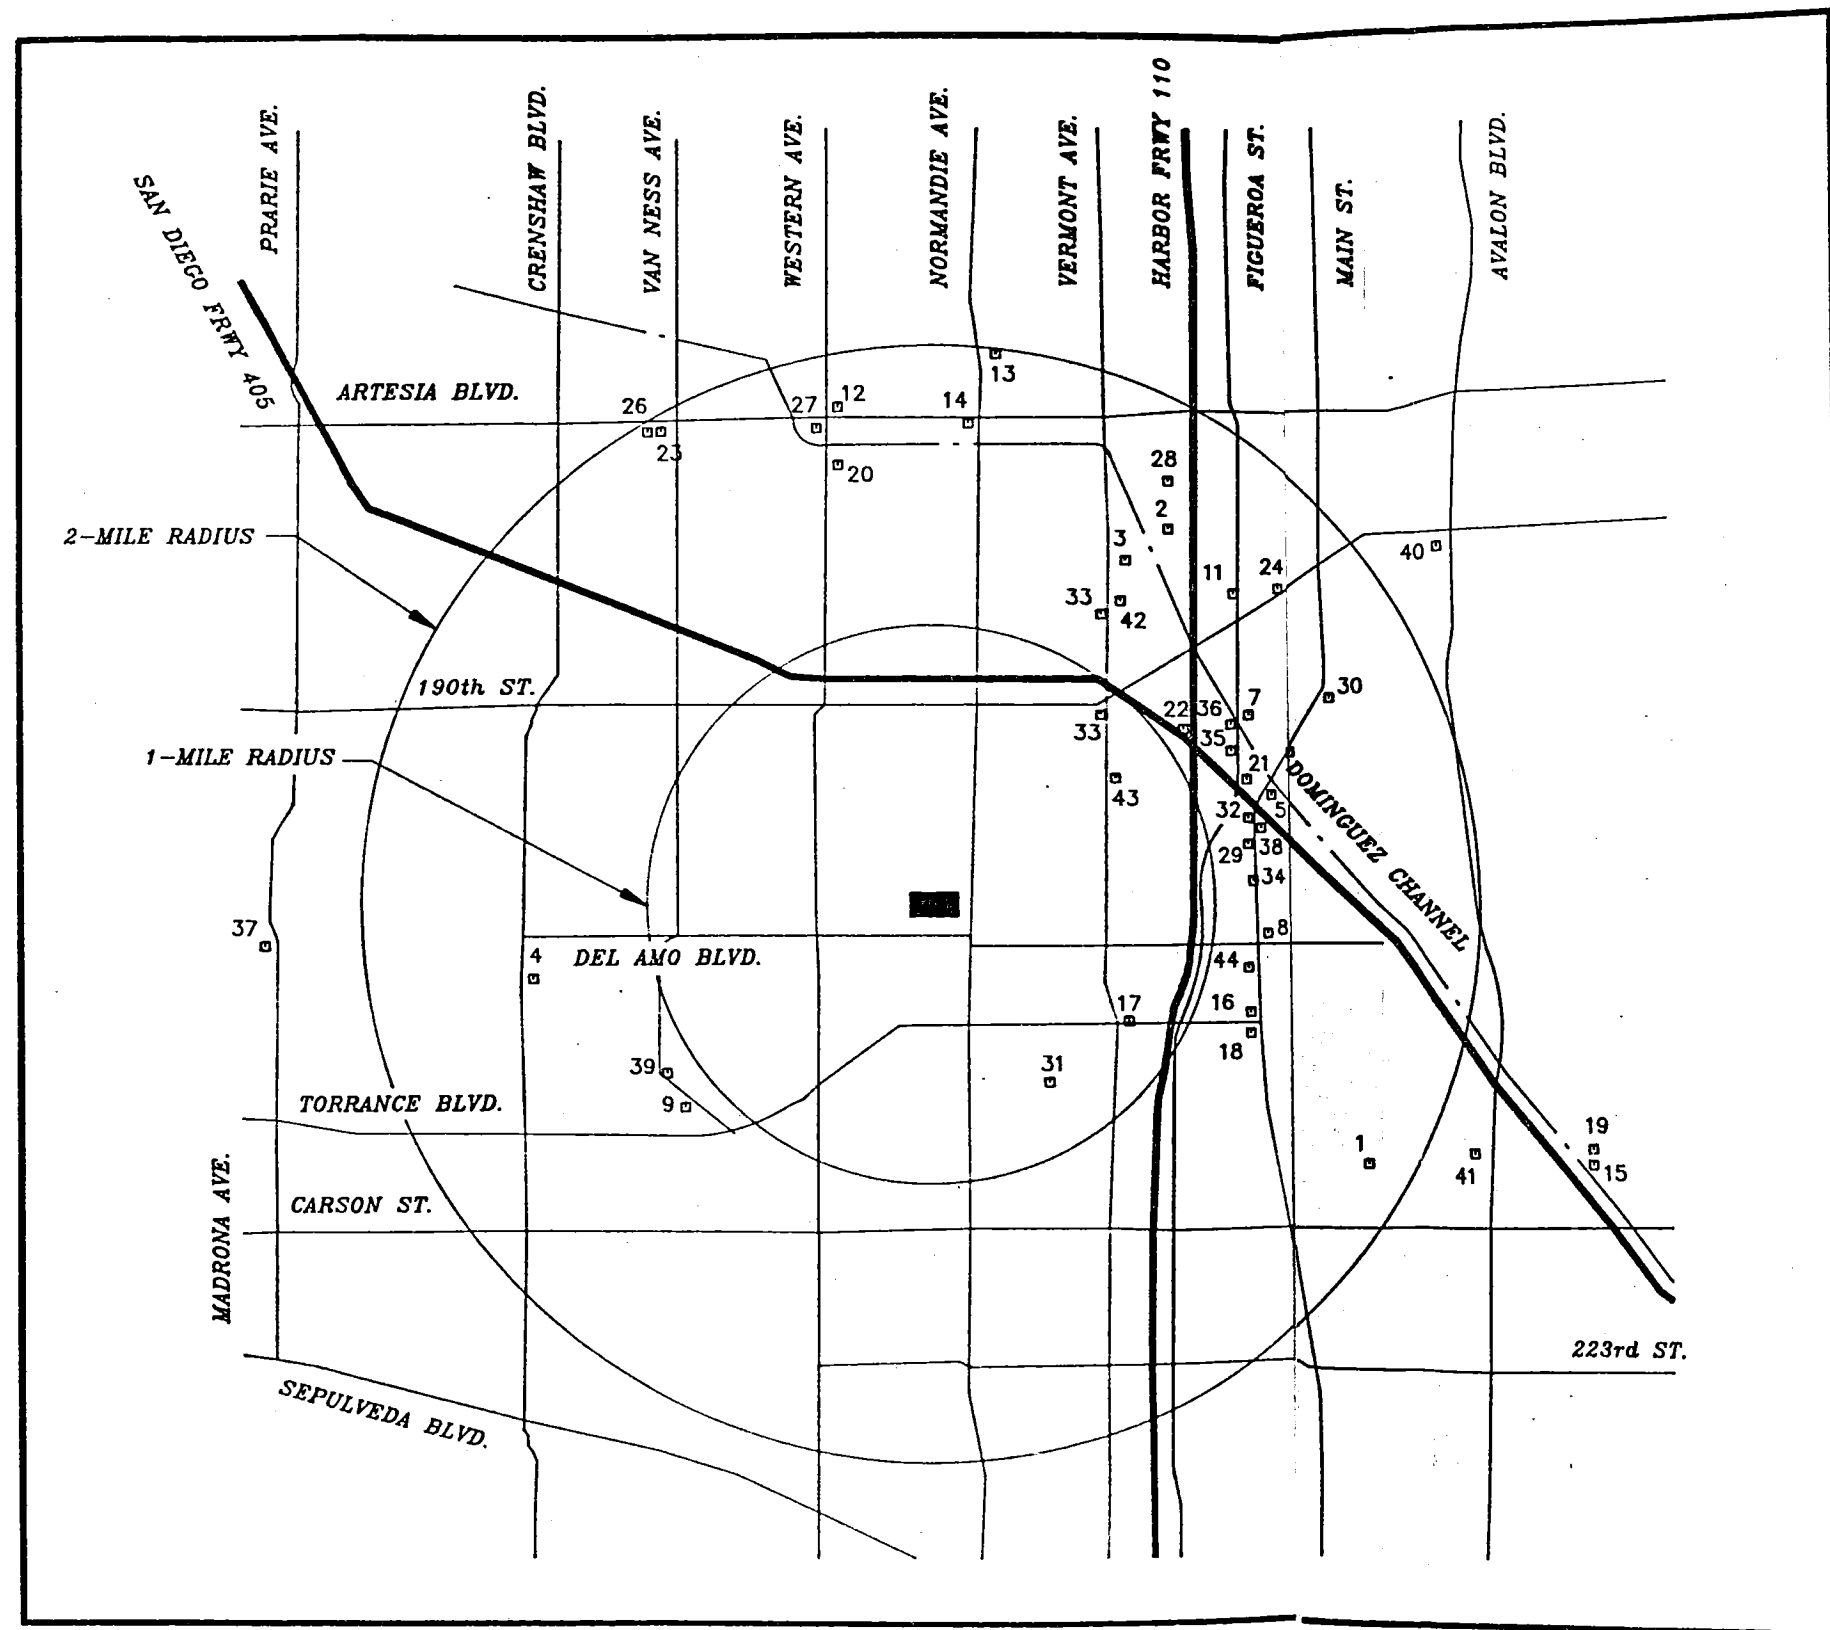 PRARIE AVE.
CRENSHAW BLVD.
VAN NESS AVE.
WESTERN AVE.
NORMANDIE AVE.
VERMONT AVE.
HARBOR FRWY 110
FIGUEROA ST.
MAIN ST.
AVALON BLVD.
SAN DIEGO FRWY 405
ARTESIA BLVD.
13
26
27
12
14
23
20
28
2
2-MILE RADIUS
3
40
11
24
33
42
190th ST.
30
22
36
7
33
35
1-MILE RADIUS
21
DOMINGUEZ CHANNEL
43
32
5
29
38
34
37
8
4
DEL AMO BLVD.
44
17
16
18
39
31
9
TORRANCE BLVD.
19
1
41
15
MADRONA AVE.
CARSON ST.
223rd ST.
SEPULVEDA BLVD.